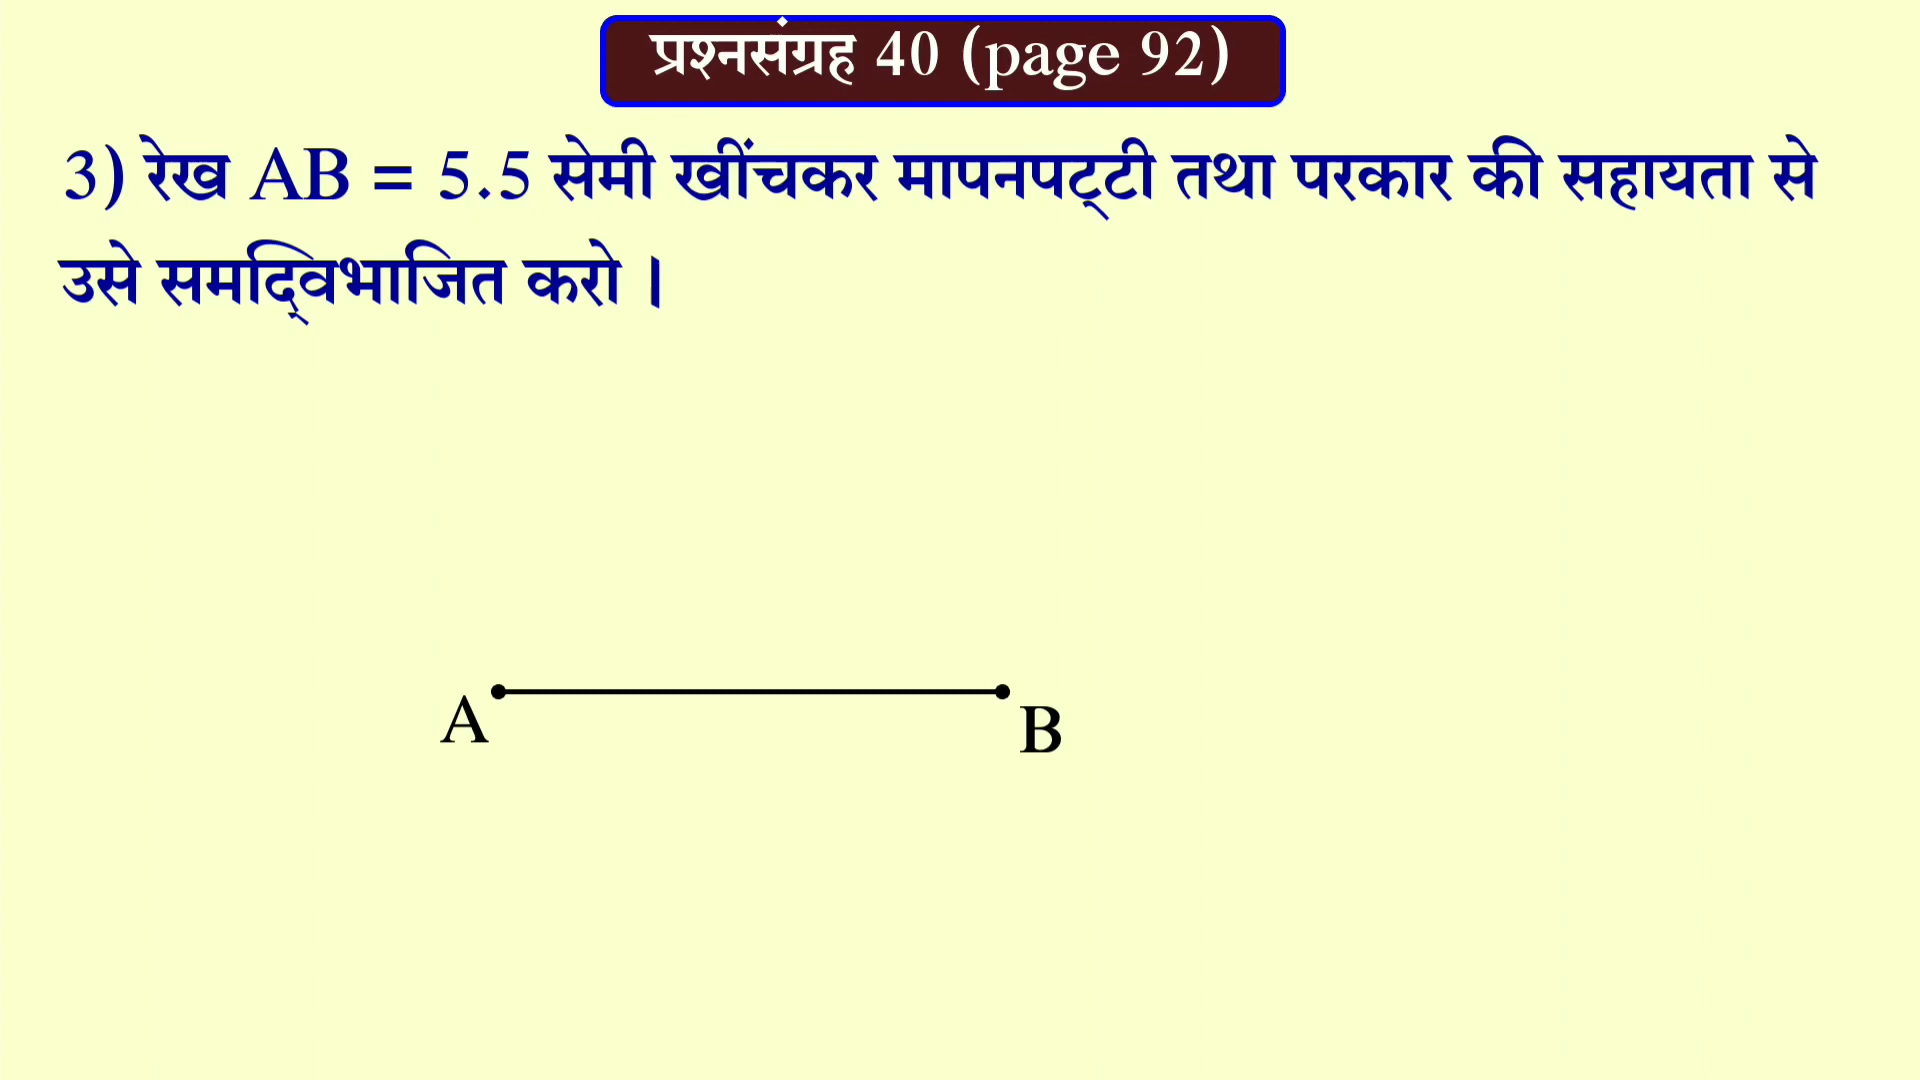 प्रश्नसंग्रह 40 (page 92)
3) रेख AB = 5.5 सेमी खींचकर मापनपट्‌टी तथा परकार की सहायता से
उसे समद्‌विभाजित करो ।
A
B